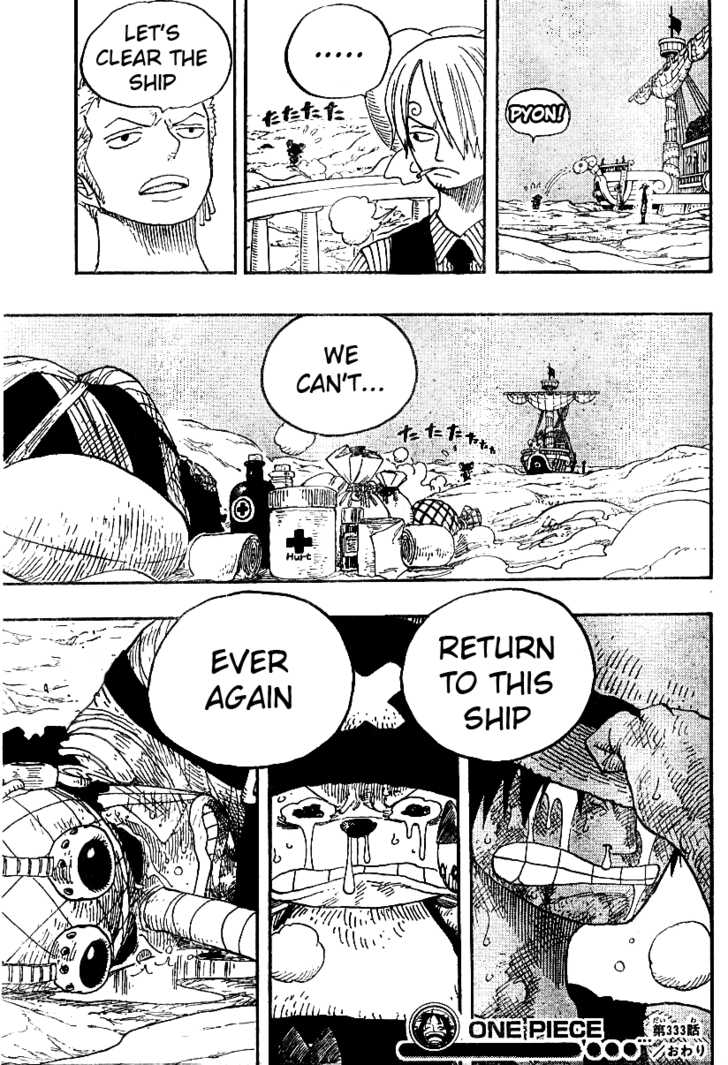 PYON!
.....
たたたた
LET'S
CLEAR THE
SHIP
WE
CAN'T...
たたたたたた
Hurt
RETURN
TO THIS
SHIP
EVER
AGAIN
ONE PIECE
第333話
おわり